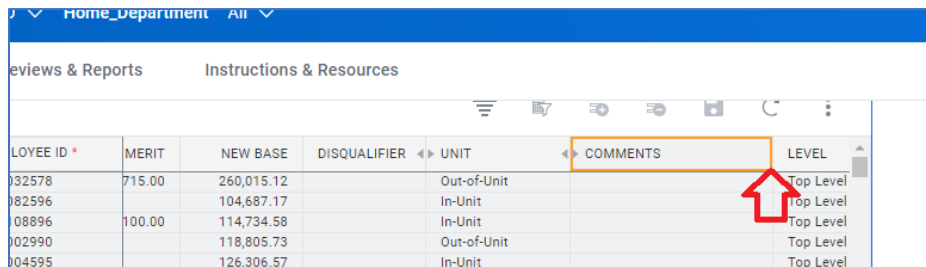 Home_Department All
eviews & Reports Instructions & Resources
LOYEE ID * MERIT NEW BASE DISQUALIFIER UNIT COMMENTS LEVEL
032578 715.00 260,015.12 Out-of-Unit Top Level
082596 104,687.17 In-Unit Top Level
108896 100.00 114,734.58 In-Unit Top Level
002990 118,805.73 Out-of-Unit Top Level
004595 126,306.57 In-Unit Top Level